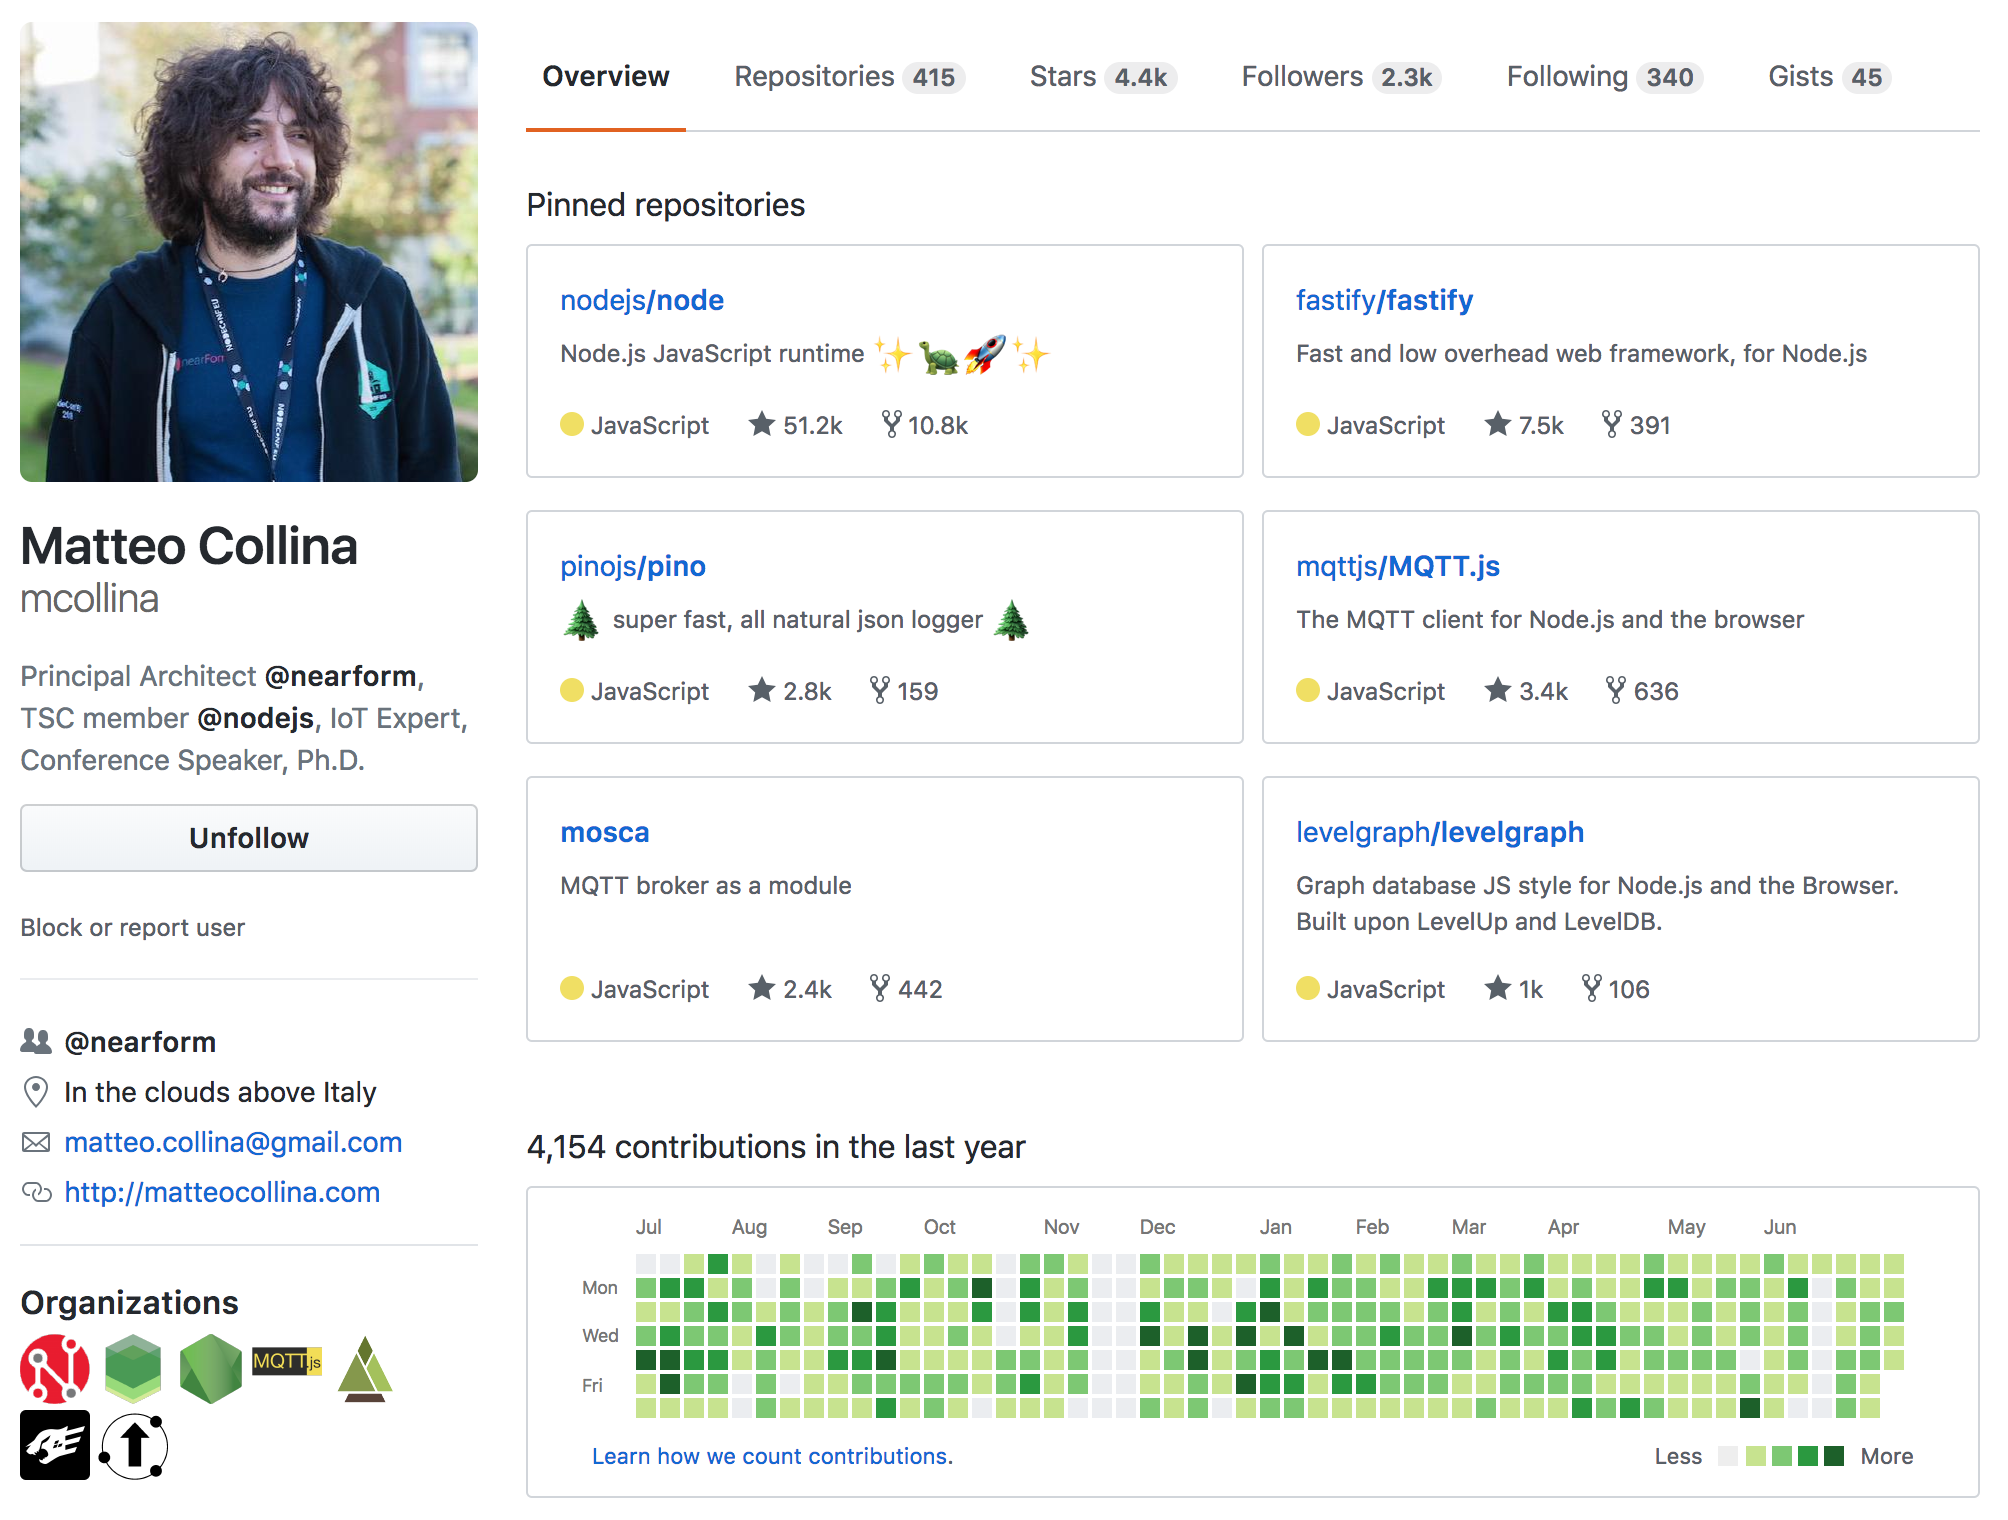 Overview
Repositories 415
Stars 4.4k
Followers 2.3k
Following 340
Gists 45
nearForm
NODECONF.EU
NODECONF.EU
Matteo Collina
mcollina
Principal Architect @nearform,
TSC member @nodejs, IoT Expert,
Conference Speaker, Ph.D.
Unfollow
Block or report user
@nearform
In the clouds above Italy
matteo.collina@gmail.com
http://matteocollina.com
Organizations
MQTT.js
Pinned repositories
nodejs/node
Node.js JavaScript runtime ✨🐢🚀✨
JavaScript ★ 51.2k 10.8k
fastify/fastify
Fast and low overhead web framework, for Node.js
JavaScript ★ 7.5k 391
pinojs/pino
🌲 super fast, all natural json logger 🌲
JavaScript ★ 2.8k 159
mqttjs/MQTT.js
The MQTT client for Node.js and the browser
JavaScript ★ 3.4k 636
mosca
MQTT broker as a module
JavaScript ★ 2.4k 442
levelgraph/levelgraph
Graph database JS style for Node.js and the Browser.
Built upon LevelUp and LevelDB.
JavaScript ★ 1k 106
4,154 contributions in the last year
Jul Aug Sep Oct Nov Dec Jan Feb Mar Apr May Jun
Mon
Wed
Fri
Learn how we count contributions.
Less More